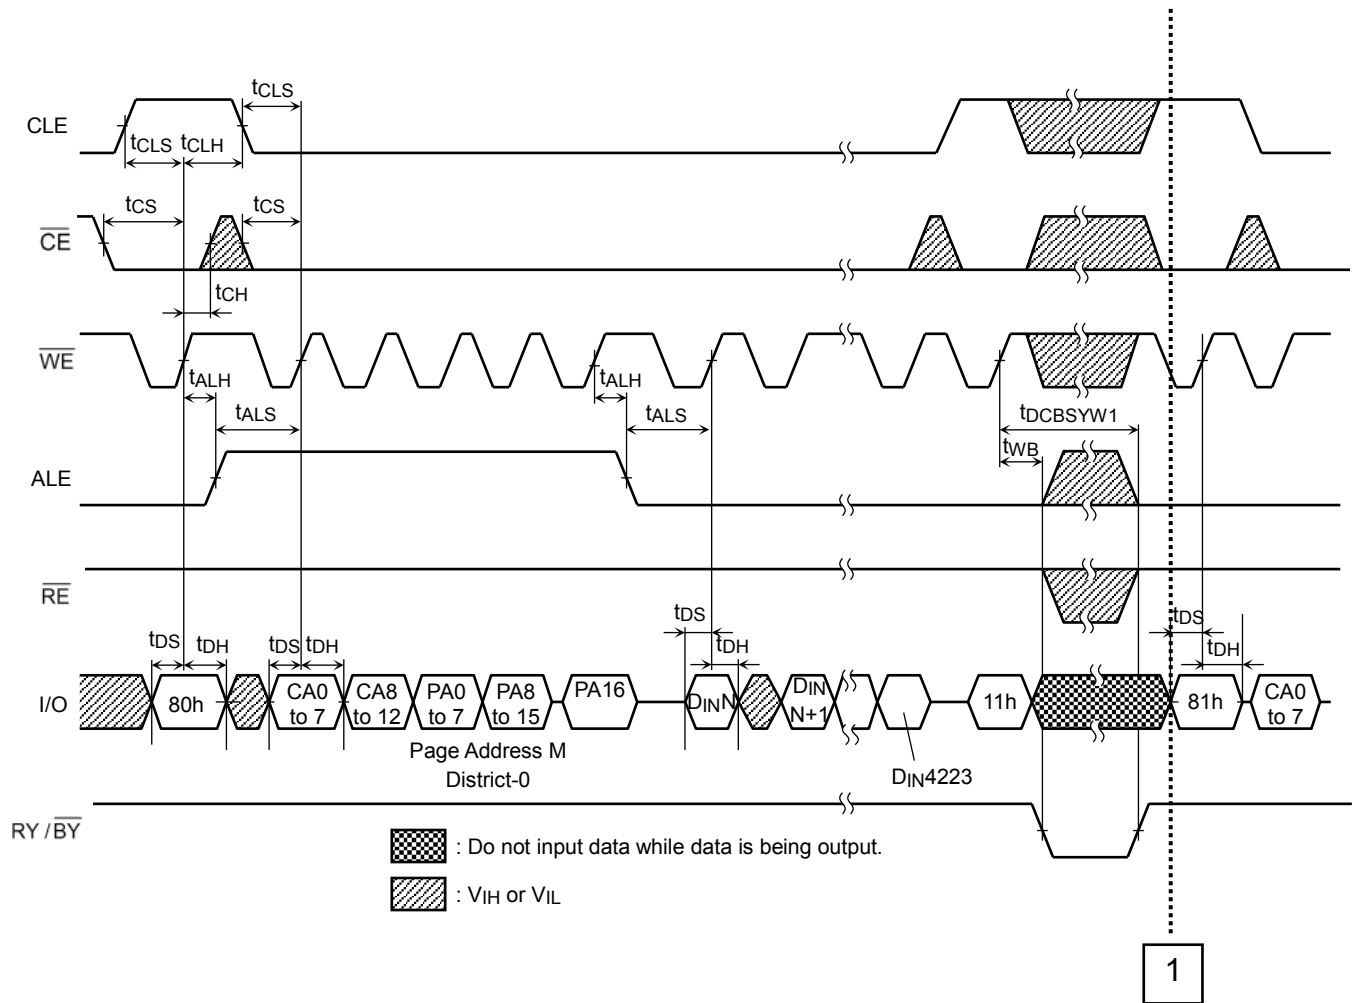 tCLS
CLE
tCLS tCLH
tCS tCS
CE
tCH
WE
tALH tALH
tALS tALS
tDCBSYW1
tWB
ALE
RE
tDS tDH tDS tDH tDS tDH tDS tDH
I/O 80h CA0 to 7 CA8 to 12 PA0 to 7 PA8 to 15 PA16 DINN DIN N+1 11h 81h CA0 to 7
Page Address M
District-0
DIN4223
RY / BY
: Do not input data while data is being output.
: VIH or VIL
1